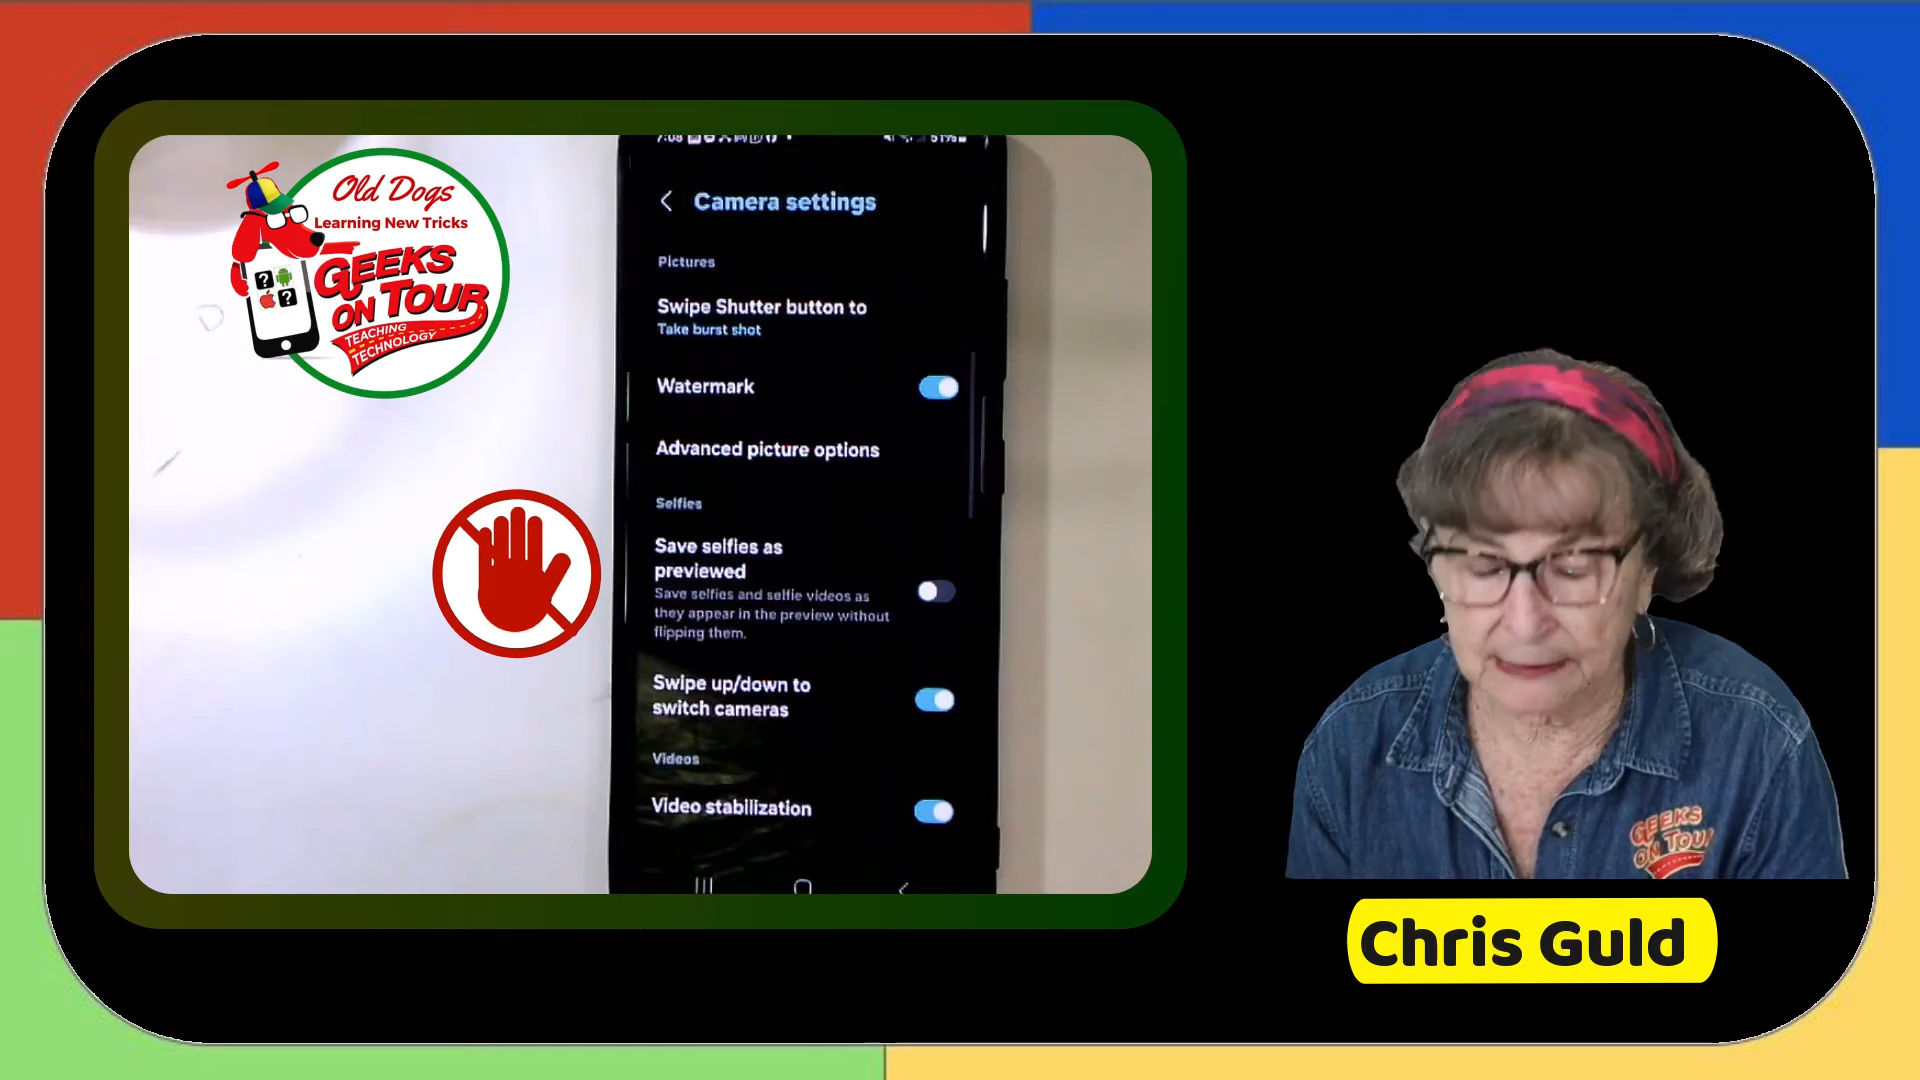 Old Dogs
Learning New Tricks
GEEKS
ON TOUR
TEACHING
TECHNOLOGY
?
?
Camera settings
Pictures
Swipe Shutter button to
Take burst shot
Watermark
Advanced picture options
Selfies
Save selfies as
previewed
Save selfies and selfie videos as
they appear in the preview without
flipping them.
Swipe up/down to
switch cameras
Videos
Video stabilization
GEEKS
ON TOUR
Chris Guld